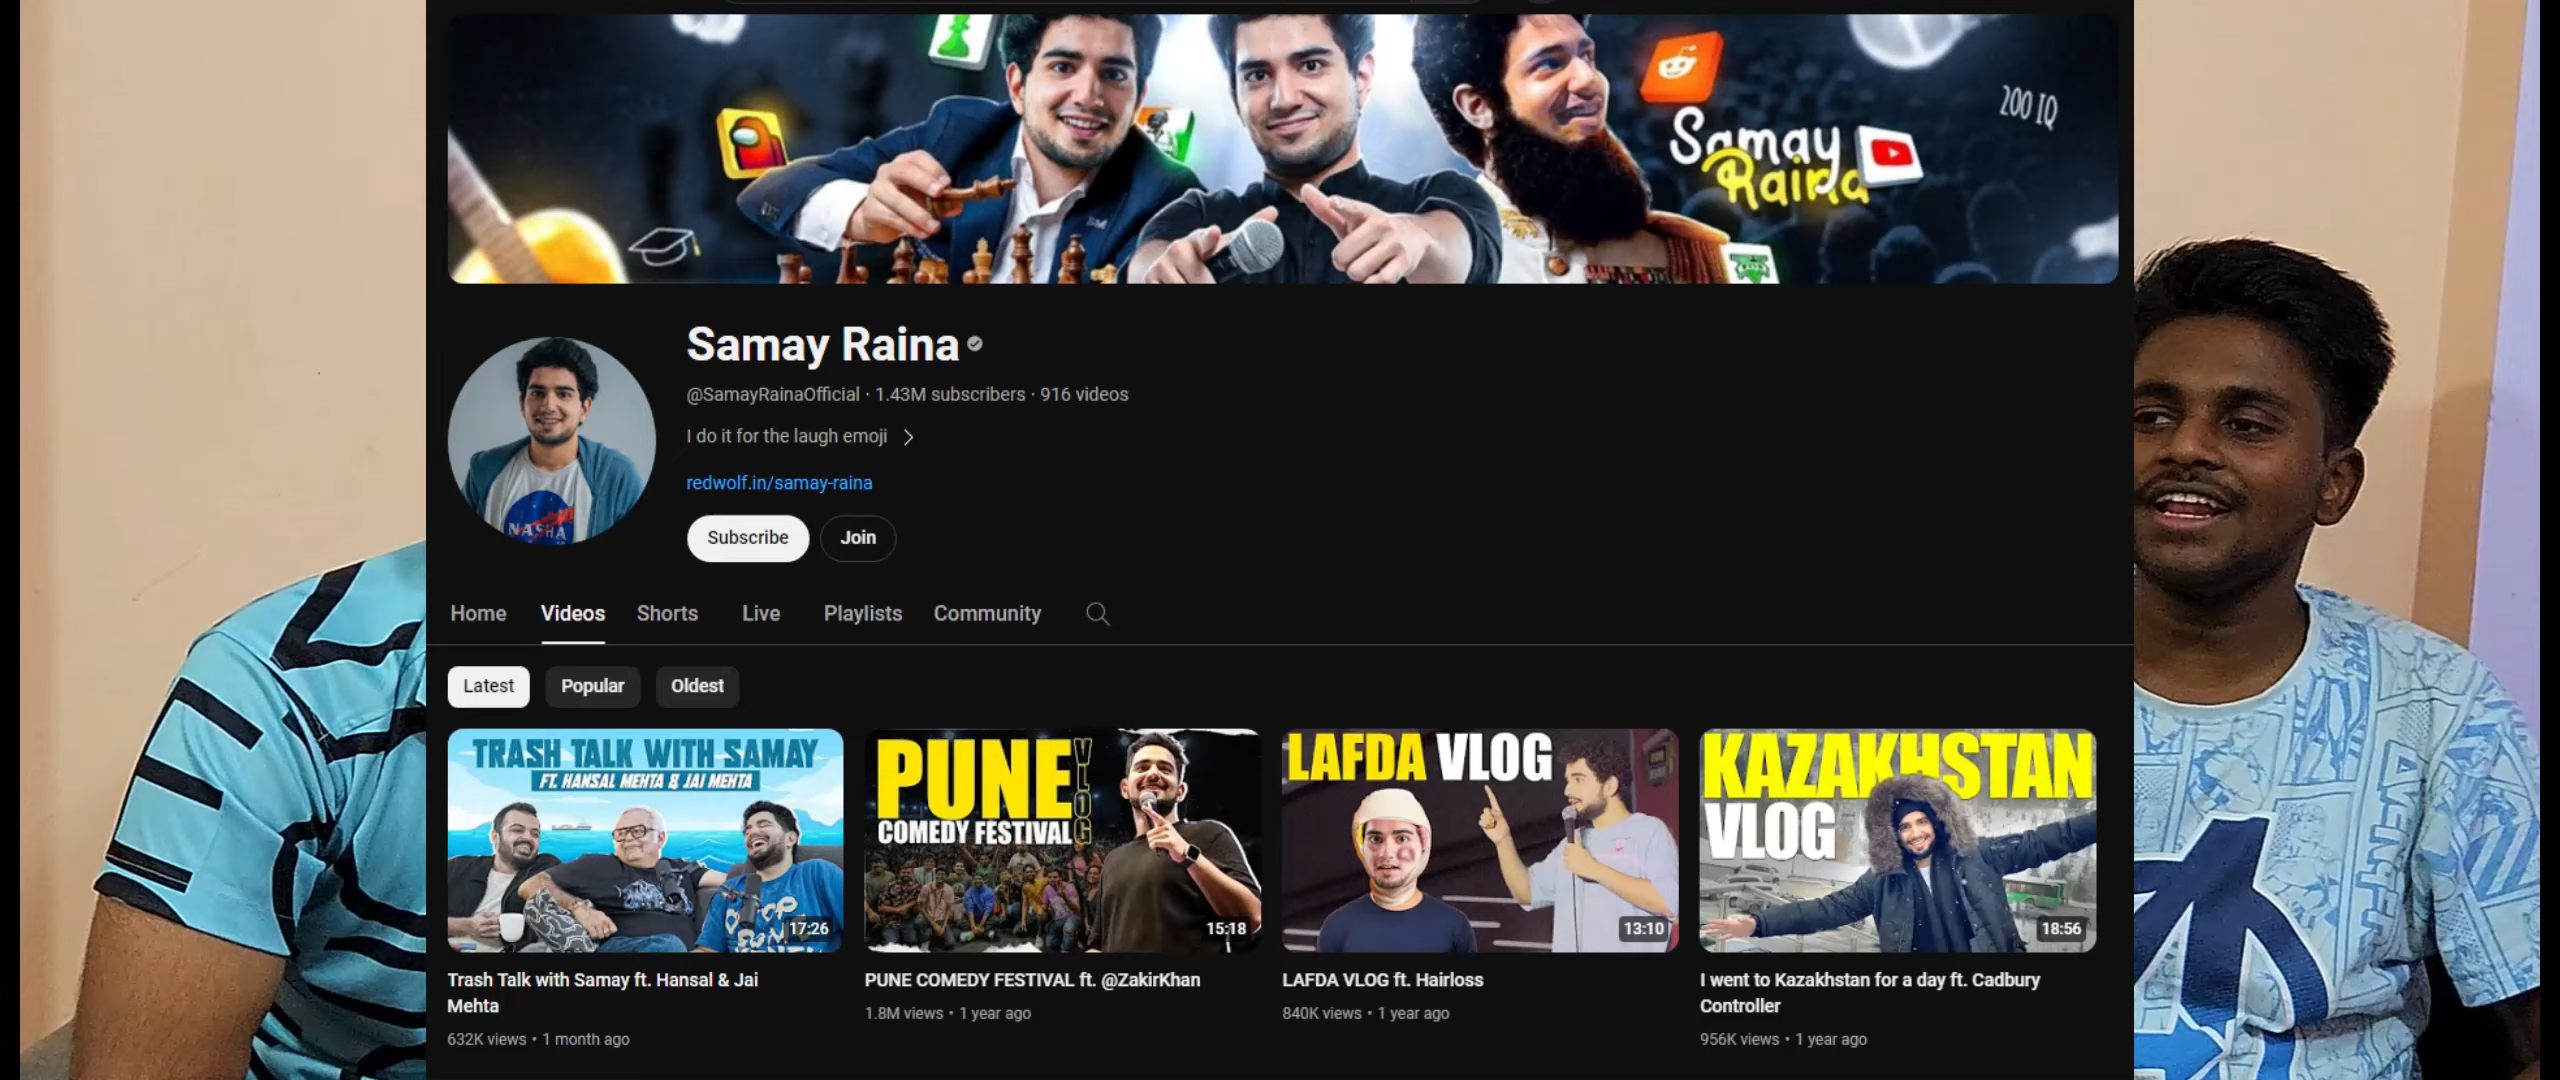 200 IQ
Samay
Raina
Samay Raina
@SamayRainaOfficial · 1.43M subscribers · 916 videos
I do it for the laugh emoji
redwolf.in/samay-raina
Subscribe
Join
Home
Videos
Shorts
Live
Playlists
Community
Latest
Popular
Oldest
TRASH TALK WITH SAMAY
FT. HANSAL MEHTA & JAI MEHTA
17:26
PUNE
VLOG
COMEDY FESTIVAL
15:18
LAFDA VLOG
13:10
KAZAKHSTAN
VLOG
18:56
Trash Talk with Samay ft. Hansal & Jai
Mehta
632K views • 1 month ago
PUNE COMEDY FESTIVAL ft. @ZakirKhan
1.8M views • 1 year ago
LAFDA VLOG ft. Hairloss
840K views • 1 year ago
I went to Kazakhstan for a day ft. Cadbury
Controller
956K views • 1 year ago